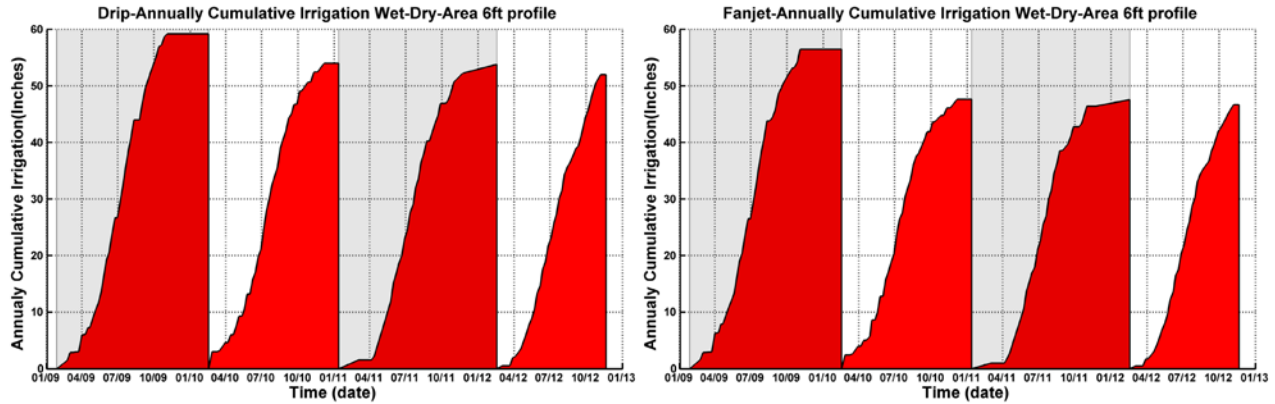 Drip-Annually Cumulative Irrigation Wet-Dry-Area 6ft profile
Annualy Cumulative Irrigation(Inches)
60
50
40
30
20
10
0
01/09 04/09 07/09 10/09 01/10 04/10 07/10 10/10 01/11 04/11 07/11 10/11 01/12 04/12 07/12 10/12 01/13
Time (date)
Fanjet-Annually Cumulative Irrigation Wet-Dry-Area 6ft profile
Annualy Cumulative Irrigation(Inches)
60
50
40
30
20
10
0
01/09 04/09 07/09 10/09 01/10 04/10 07/10 10/10 01/11 04/11 07/11 10/11 01/12 04/12 07/12 10/12 01/13
Time (date)